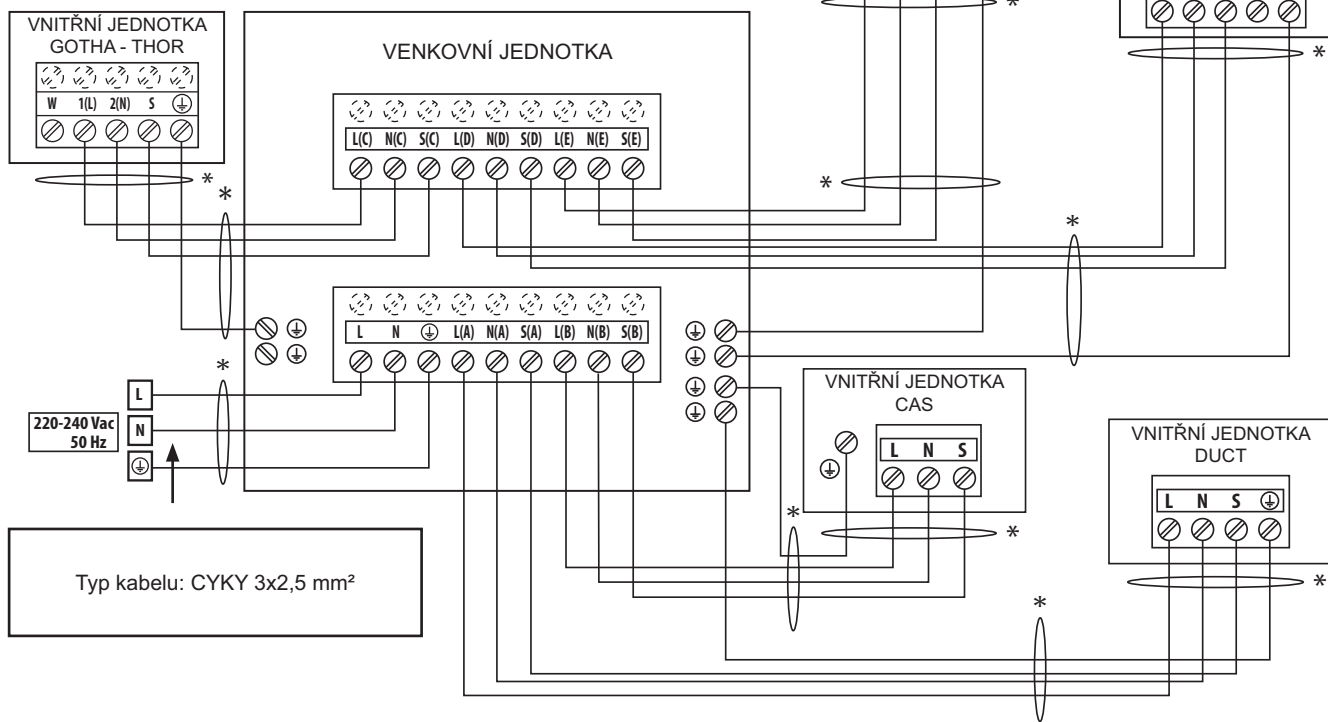 *
*
VNITŘNÍ JEDNOTKA
GOTHA - THOR
W 1(L) 2(N) S
*
*
VENKOVNÍ JEDNOTKA
L(C) N(C) S(C) L(D) N(D) S(D) L(E) N(E) S(E)
*
*
L N L(A) N(A) S(A) L(B) N(B) S(B)
*
L
220-240 Vac
50 Hz
N
VNITŘNÍ JEDNOTKA
CAS
L N S
*
*
VNITŘNÍ JEDNOTKA
DUCT
L N S
*
*
Typ kabelu: CYKY 3x2,5 mm²